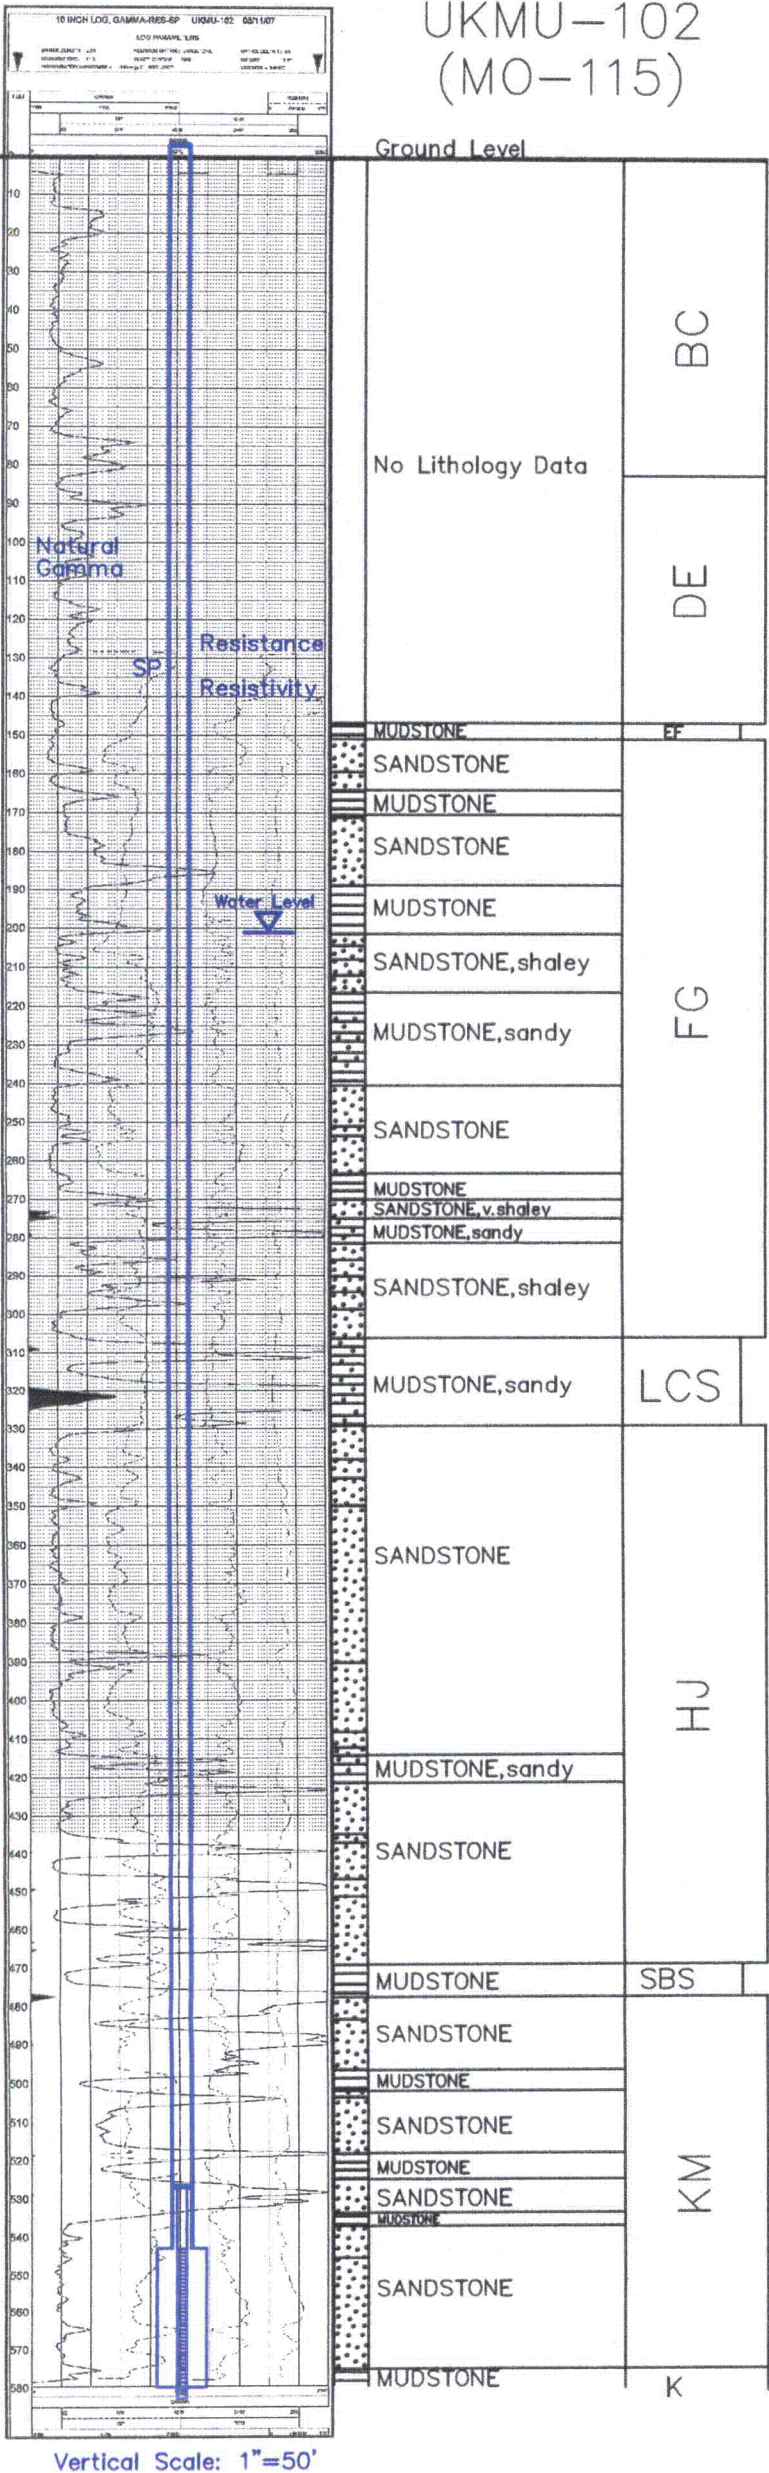 10 INCH LOG, GAMMA-RES-SP UKMU-102 08/11/07
UKMU-102
(MO-115)
Ground Level
10
20
30
40
50
60
70
80
90
100
110
120
130
140
150
160
170
180
190
200
210
220
230
240
250
260
270
280
290
300
310
320
330
340
350
360
370
380
390
400
410
420
430
440
450
460
470
480
490
500
510
520
530
540
550
560
570
580
Natural
Gamma
SP
Resistance
Resistivity
Water Level
No Lithology Data
MUDSTONE
SANDSTONE
MUDSTONE
SANDSTONE
MUDSTONE
SANDSTONE,shaley
MUDSTONE,sandy
SANDSTONE
MUDSTONE
SANDSTONE,v.shaley
MUDSTONE,sandy
SANDSTONE,shaley
MUDSTONE,sandy
SANDSTONE
MUDSTONE,sandy
SANDSTONE
MUDSTONE
SANDSTONE
MUDSTONE
SANDSTONE
MUDSTONE
SANDSTONE
MUDSTONE
SANDSTONE
MUDSTONE
BC
DE
EF
FG
LCS
HJ
SBS
KM
K
Vertical Scale: 1"=50'